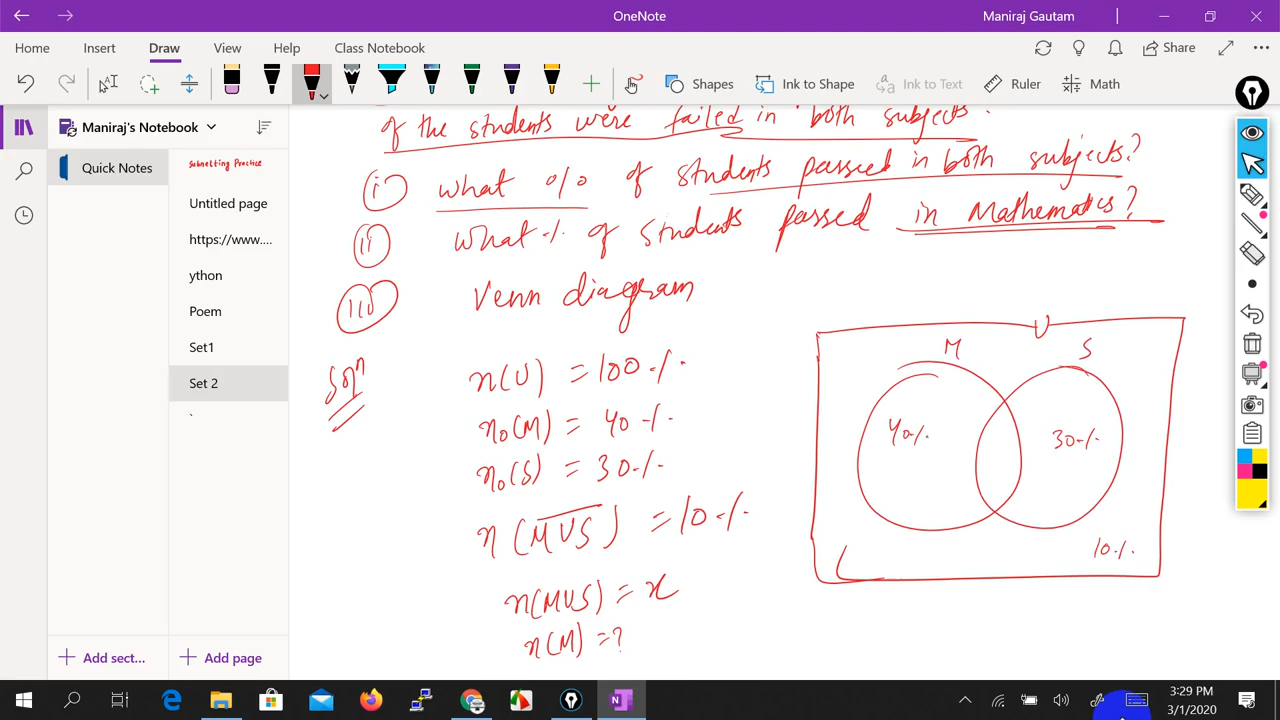 OneNote
Maniraj Gautam
Home
Insert
Draw
View
Help
Class Notebook
Share
Shapes
Ink to Shape
Ink to Text
Ruler
Math
Maniraj's Notebook
Quick Notes
Subnetting Practice
Untitled page
https://www....
ython
Poem
Set1
Set 2
`
Add sect...
Add page
of the students were failed in both subjects.
(i) what % of students passed in both subjects?
(ii) what % of students passed in Mathematics?
(iii) Venn diagram
Solⁿ
n(U) = 100%
n₀(M) = 40%
n₀(S) = 30%
n(M̅U̅S̅) = 10%
n(MUS) = x
n(M) = ?
U
M
S
40%
30%
10%
3:29 PM
3/1/2020